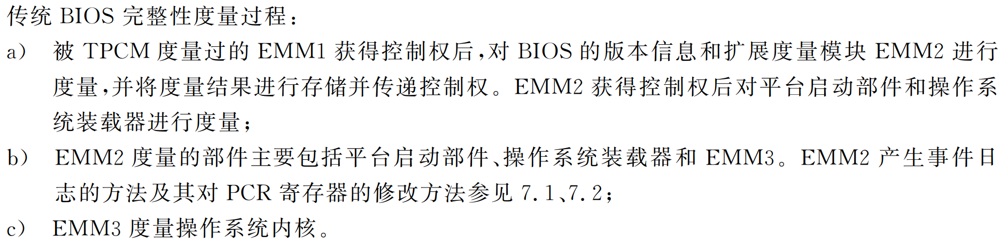 传统 BIOS 完整性度量过程：
a） 被 TPCM 度量过的 EMM1 获得控制权后,对 BIOS 的版本信息和扩展度量模块 EMM2 进行
度量,并将度量结果进行存储并传递控制权。EMM2 获得控制权后对平台启动部件和操作系
统装载器进行度量；
b） EMM2 度量的部件主要包括平台启动部件、操作系统装载器和 EMM3。EMM2 产生事件日
志的方法及其对 PCR 寄存器的修改方法参见 7.1、7.2；
c） EMM3 度量操作系统内核。